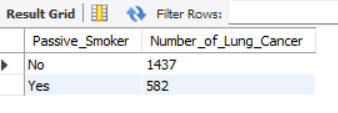 Result Grid Filter Rows:
Passive_Smoker Number_of_Lung_Cancer
No 1437
Yes 582